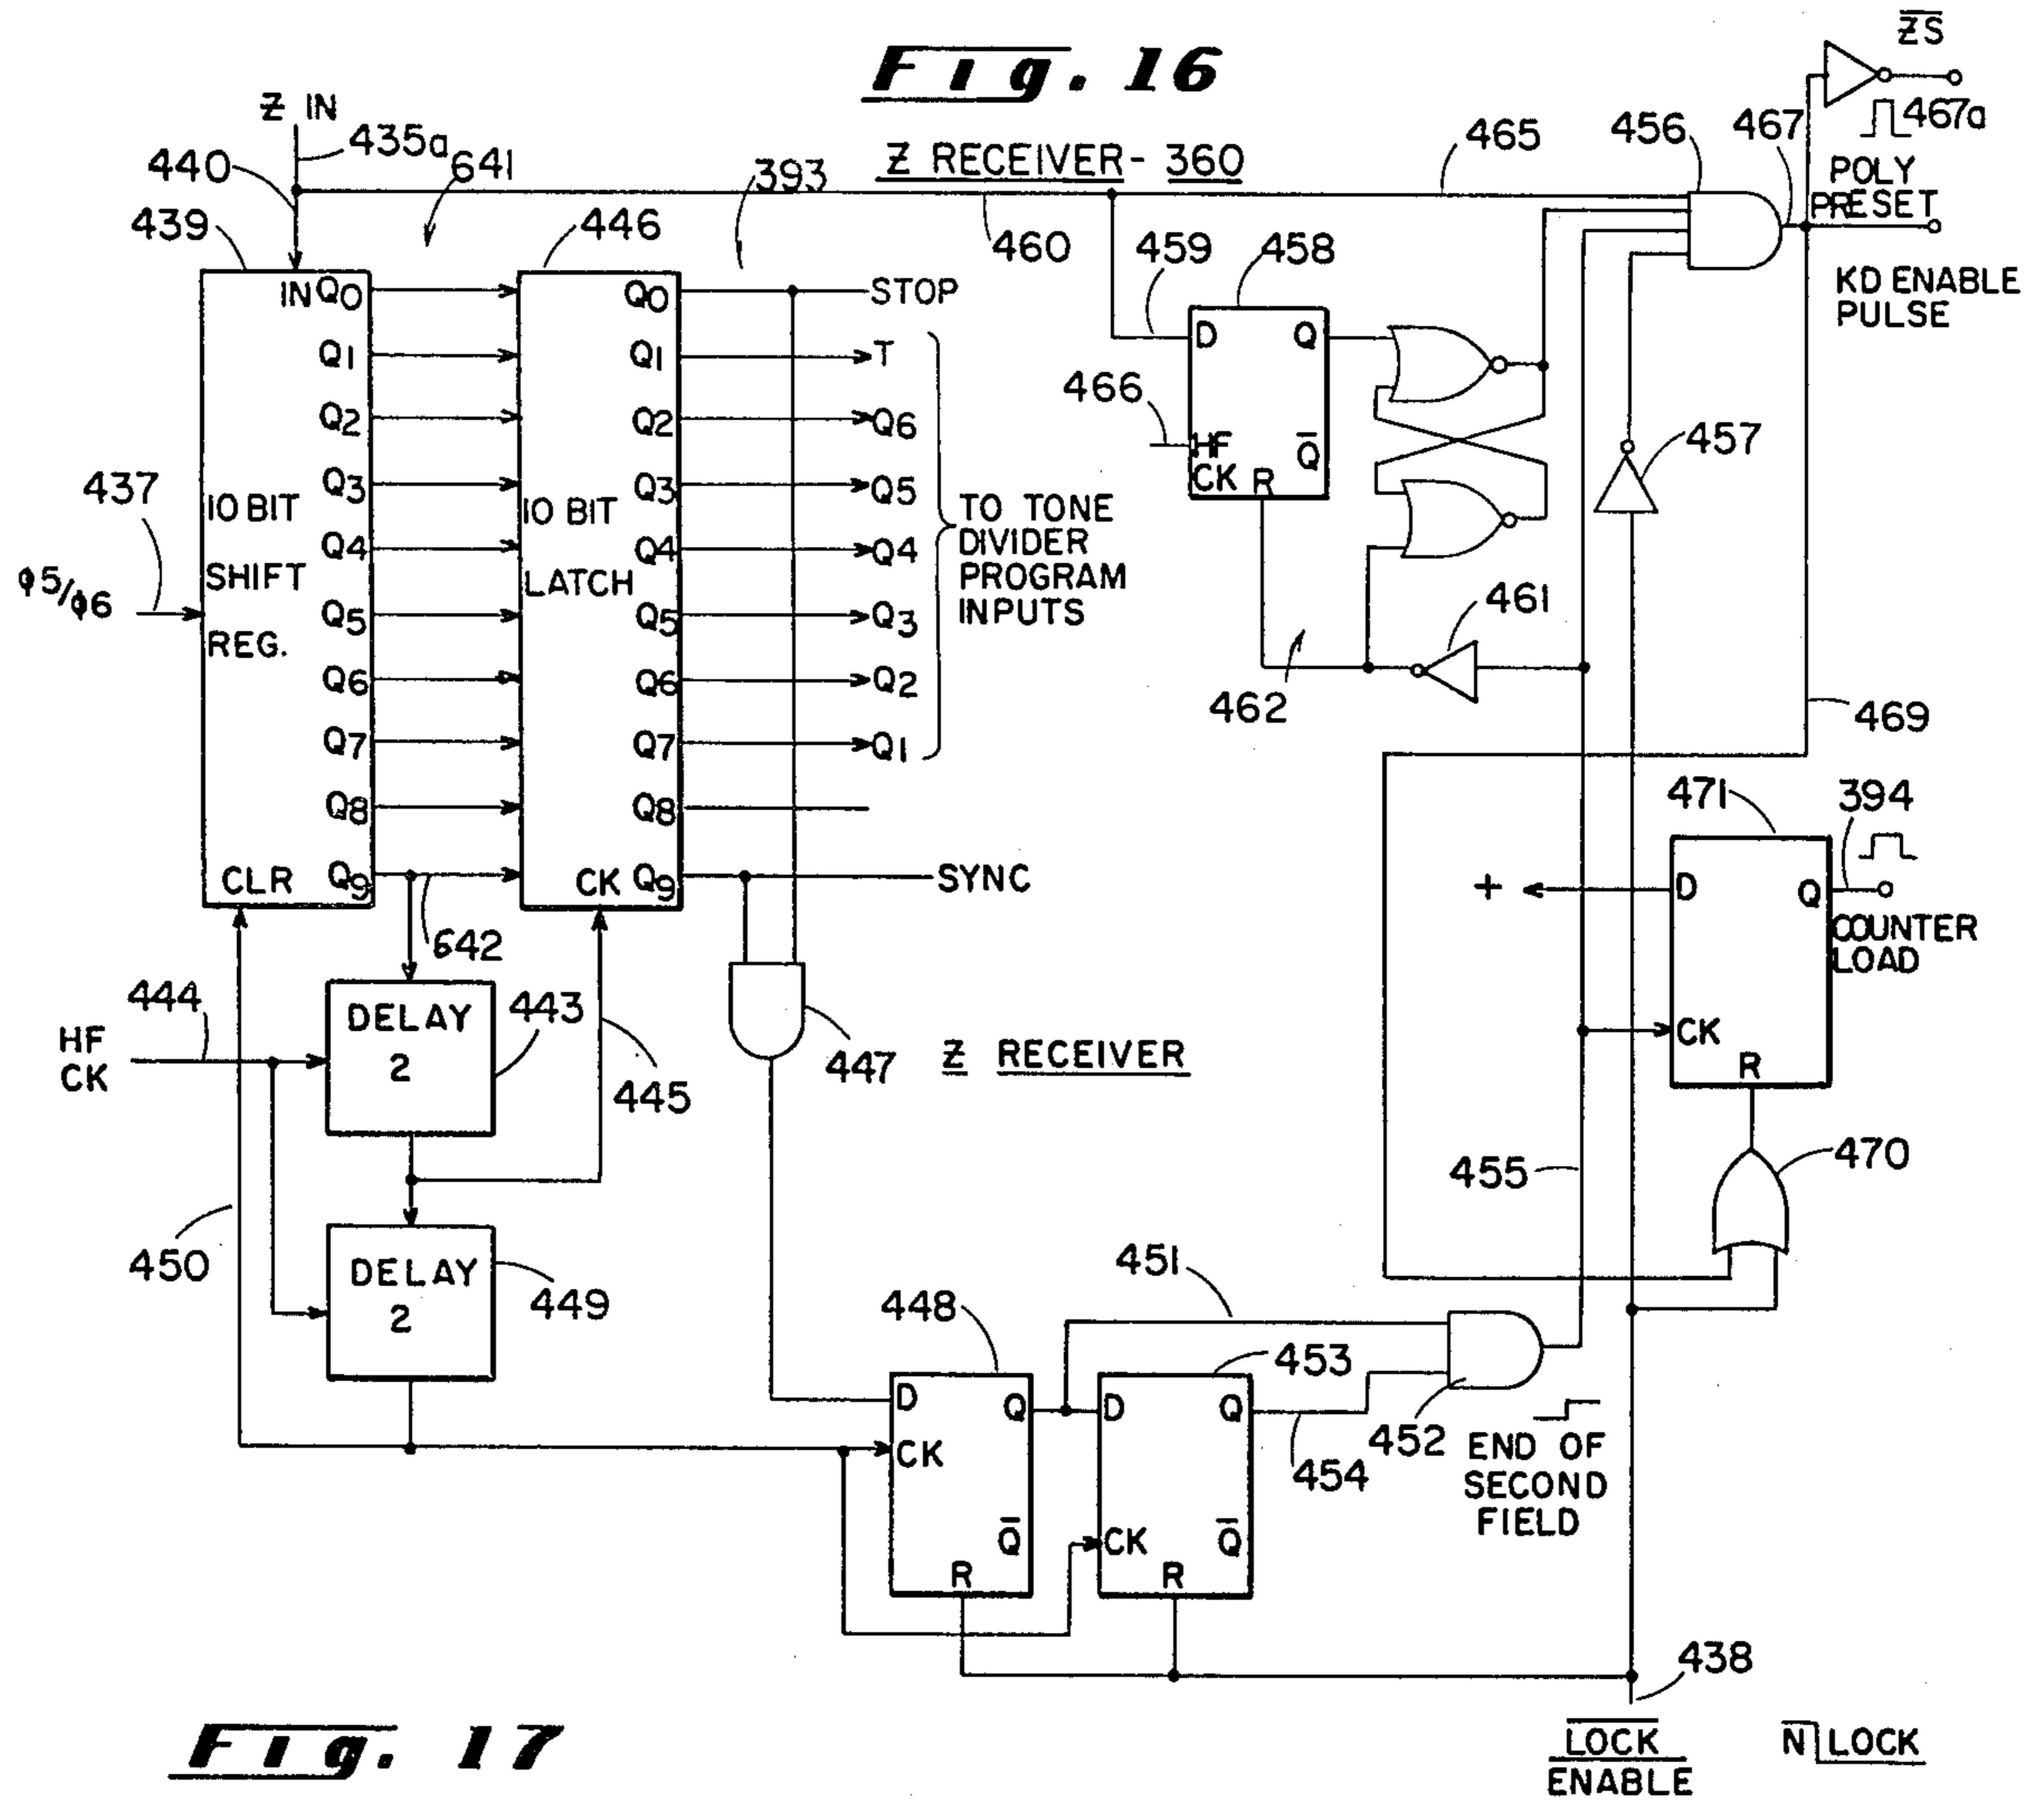 Fig. 16
Z̅S̅
Z IN
435a
440
641
439
446
393
Z RECEIVER - 360
465
456
467
467a
POLY
PRESET
460
459
458
KD ENABLE
PULSE
IN Q0
Q0
STOP
Q1
Q1
T
D
Q
Q2
Q2
Q6
466
HF
CK
R
Q̅
457
437
10 BIT
SHIFT
REG.
Q3
10 BIT
LATCH
Q3
Q5
TO TONE
DIVIDER
PROGRAM
INPUTS
Q4
Q4
Q4
φ5/φ6
Q5
Q5
Q3
461
Q6
Q6
Q2
462
469
Q7
Q7
Q1
471
394
Q8
Q8
CLR
Q9
CK
Q9
SYNC
+
D
Q
COUNTER
LOAD
642
444
HF
CK
DELAY
2
443
445
447
Z RECEIVER
CK
R
455
470
450
DELAY
2
449
451
448
453
D
Q
D
Q
452
454
CK
Q̅
R
CK
Q̅
R
END OF
SECOND
FIELD
438
Fig. 17
L̅O̅C̅K̅
ENABLE
N̅ LOCK